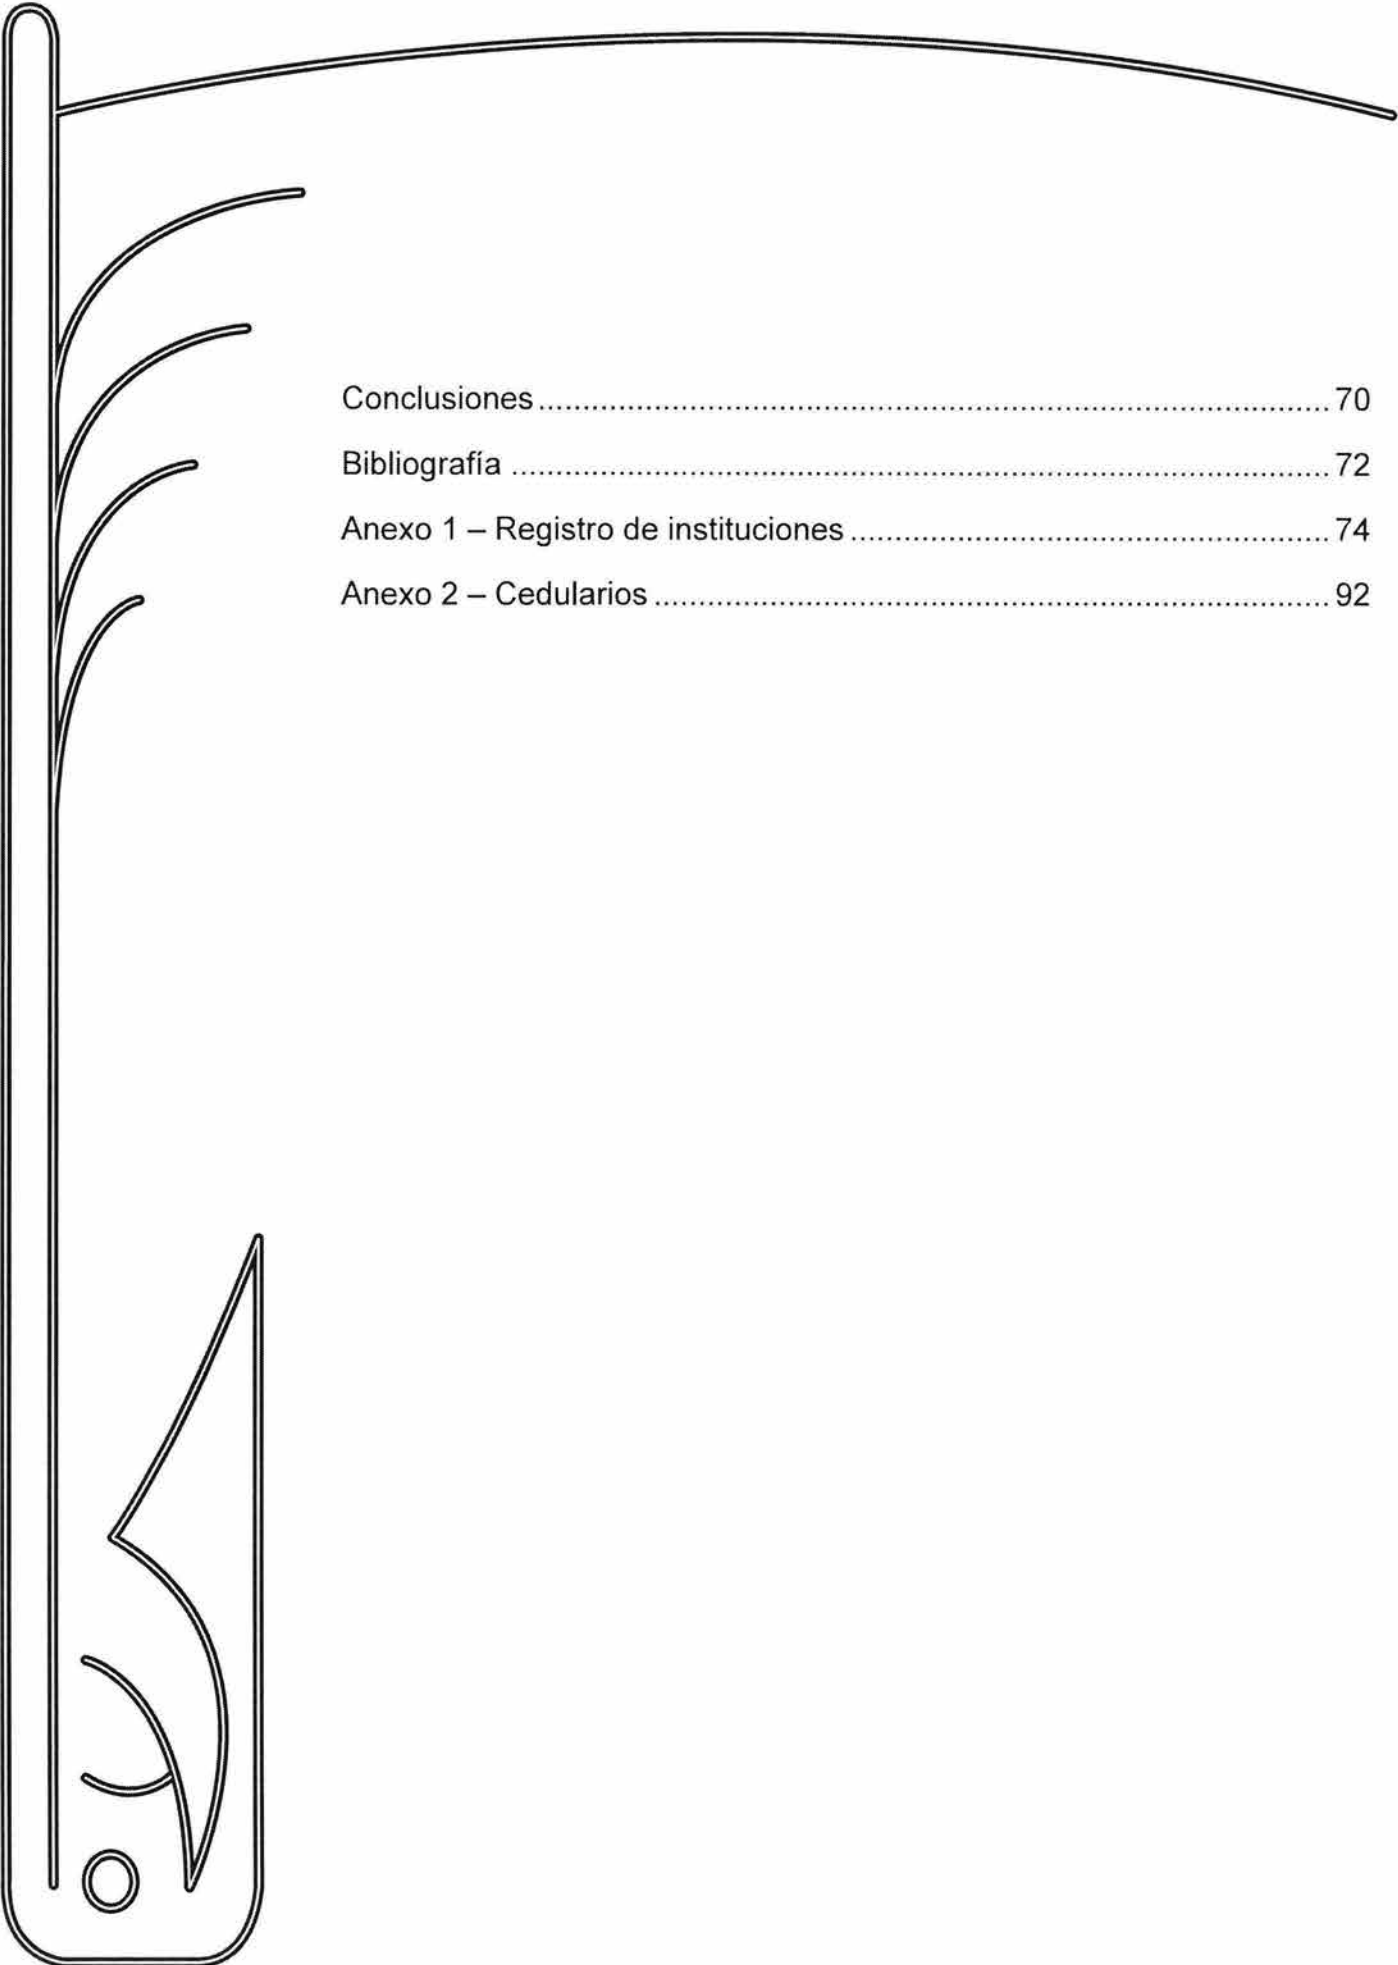 Conclusiones........................................................................................ 70
Bibliografía ........................................................................................... 72
Anexo 1 – Registro de instituciones ..................................................... 74
Anexo 2 – Cedularios ........................................................................... 92